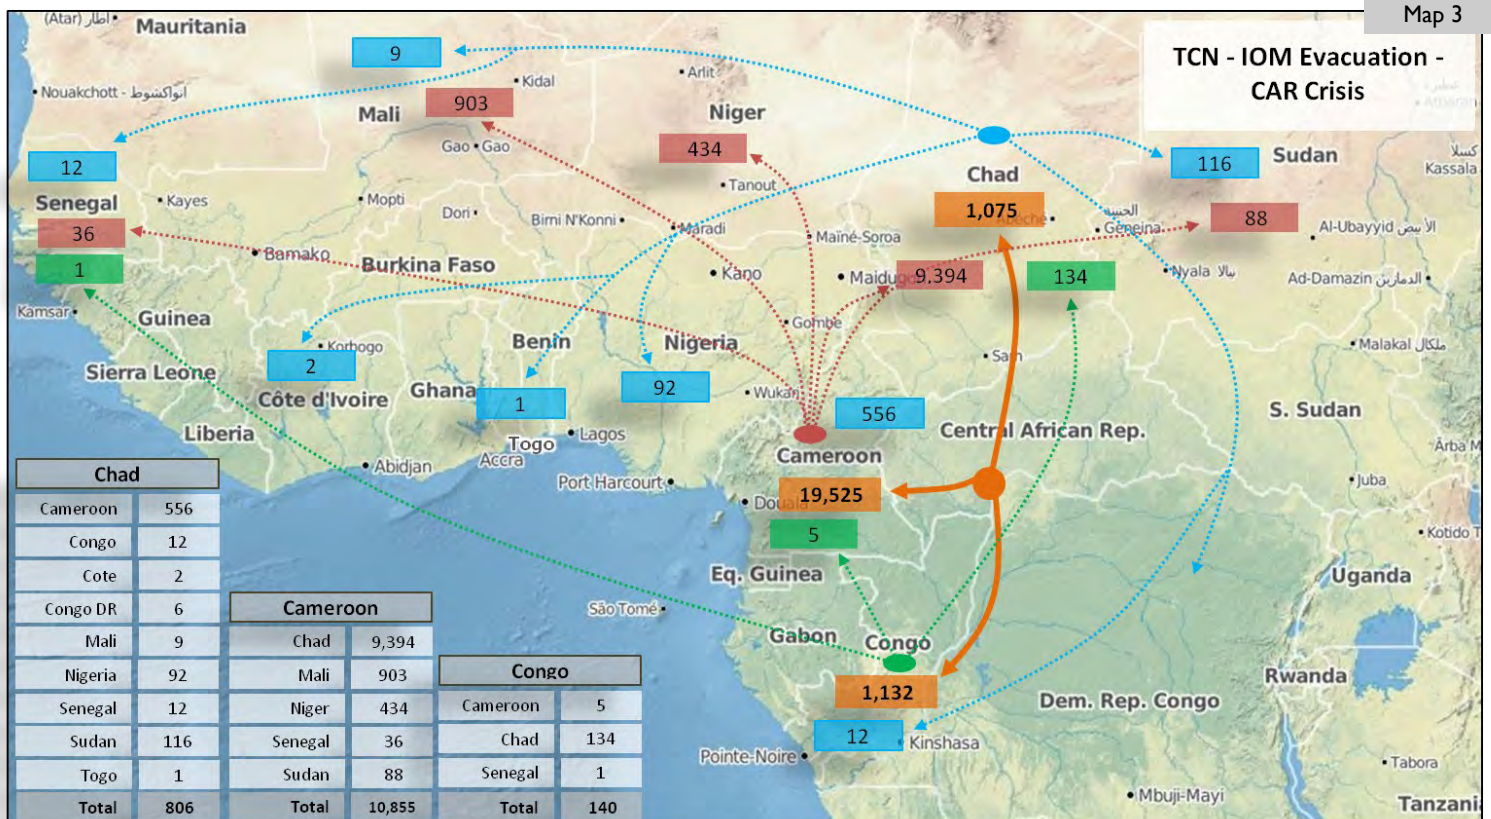 Map 3
TCN - IOM Evacuation -
CAR Crisis
(Atar) أطار
Mauritania
9
Kidal
Arlit
Nouakchott - انواكشوط
Mali
903
Niger
Gao
Gao
434
12
Tanout
Chad
116
Sudan
كسلا
Kassala
Senegal
Kayes
Mopti
Dori
Birni N'Konni
Maradi
1,075
الجنينة
Geneina
88
Al-Ubayyid الأبيض
36
Bamako
Maïné-Soroa
1
Burkina Faso
Kano
9,394
134
Nyala نيالا
Ad-Damazin الدمازين
Kamsar
Guinea
Gombe
Korbogo
Benin
Nigeria
Sarh
Malakal ملكال
Sierra Leone
2
Côte d'Ivoire
Ghana
1
92
Wukari
556
S. Sudan
Liberia
Togo
Lagos
Central African Rep.
Abidjan
Accra
Cameroon
Port Harcourt
19,525
Douala
Juba
5
Kotido
Eq. Guinea
Uganda
São Tomé
Gabon
Congo
1,132
Rwanda
Dem. Rep. Congo
12
Kinshasa
Pointe-Noire
Tabora
Mbuji-Mayi
Chad
Cameroon 556
Congo 12
Cote 2
Congo DR 6
Mali 9
Nigeria 92
Senegal 12
Sudan 116
Togo 1
Total 806
Cameroon
Chad 9,394
Mali 903
Niger 434
Senegal 36
Sudan 88
Total 10,855
Congo
Cameroon 5
Chad 134
Senegal 1
Total 140